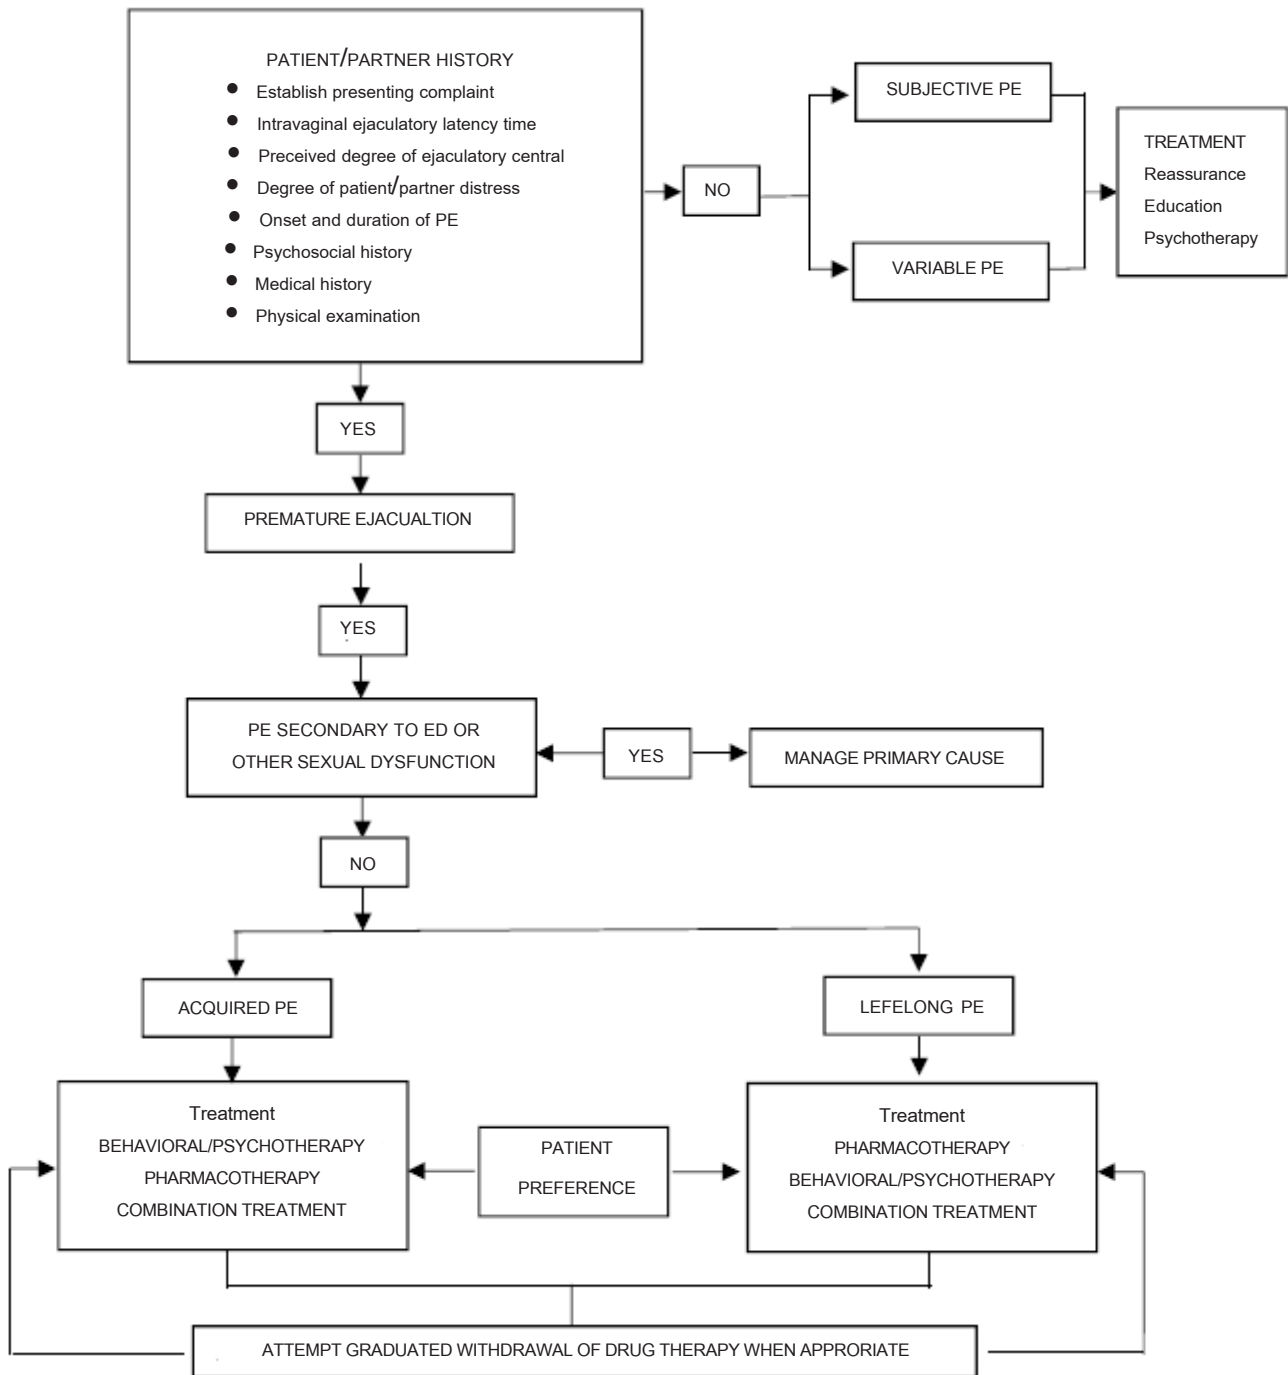 PATIENT/PARTNER HISTORY
• Establish presenting complaint
• Intravaginal ejaculatory latency time
• Preceived degree of ejaculatory central
• Degree of patient/partner distress
• Onset and duration of PE
• Psychosocial history
• Medical history
• Physical examination
NO
SUBJECTIVE PE
VARIABLE PE
TREATMENT
Reassurance
Education
Psychotherapy
YES
PREMATURE EJACUALTION
YES
PE SECONDARY TO ED OR
OTHER SEXUAL DYSFUNCTION
YES
MANAGE PRIMARY CAUSE
NO
ACQUIRED PE
LEFELONG PE
Treatment
BEHAVIORAL/PSYCHOTHERAPY
PHARMACOTHERAPY
COMBINATION TREATMENT
PATIENT
PREFERENCE
Treatment
PHARMACOTHERAPY
BEHAVIORAL/PSYCHOTHERAPY
COMBINATION TREATMENT
ATTEMPT GRADUATED WITHDRAWAL OF DRUG THERAPY WHEN APPRORIATE